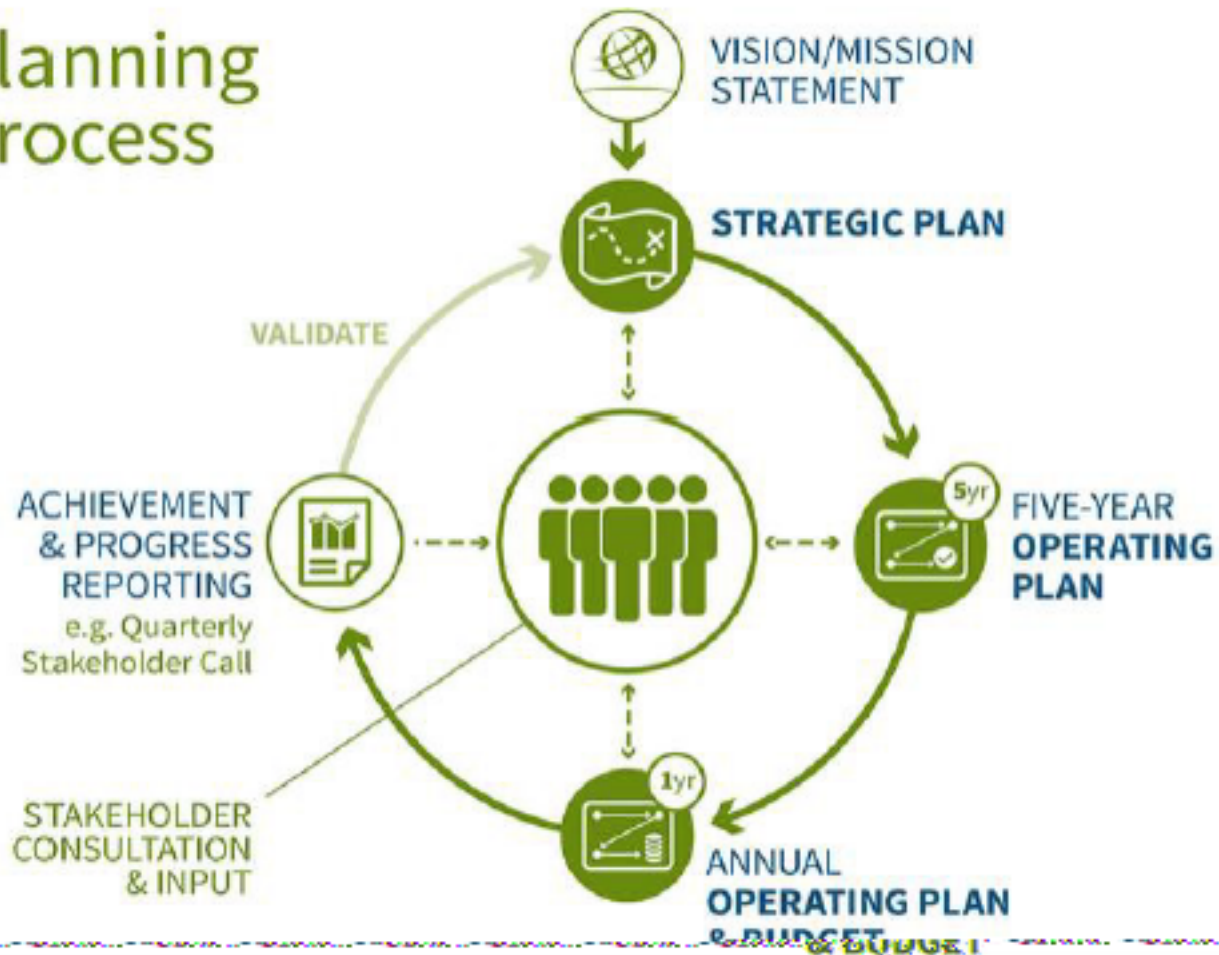 lanning
rocess
VISION/MISSION
STATEMENT
STRATEGIC PLAN
VALIDATE
5yr
FIVE-YEAR
OPERATING
PLAN
ACHIEVEMENT
& PROGRESS
REPORTING
e.g. Quarterly
Stakeholder Call
1yr
STAKEHOLDER
CONSULTATION
& INPUT
ANNUAL
OPERATING PLAN
& BUDGET